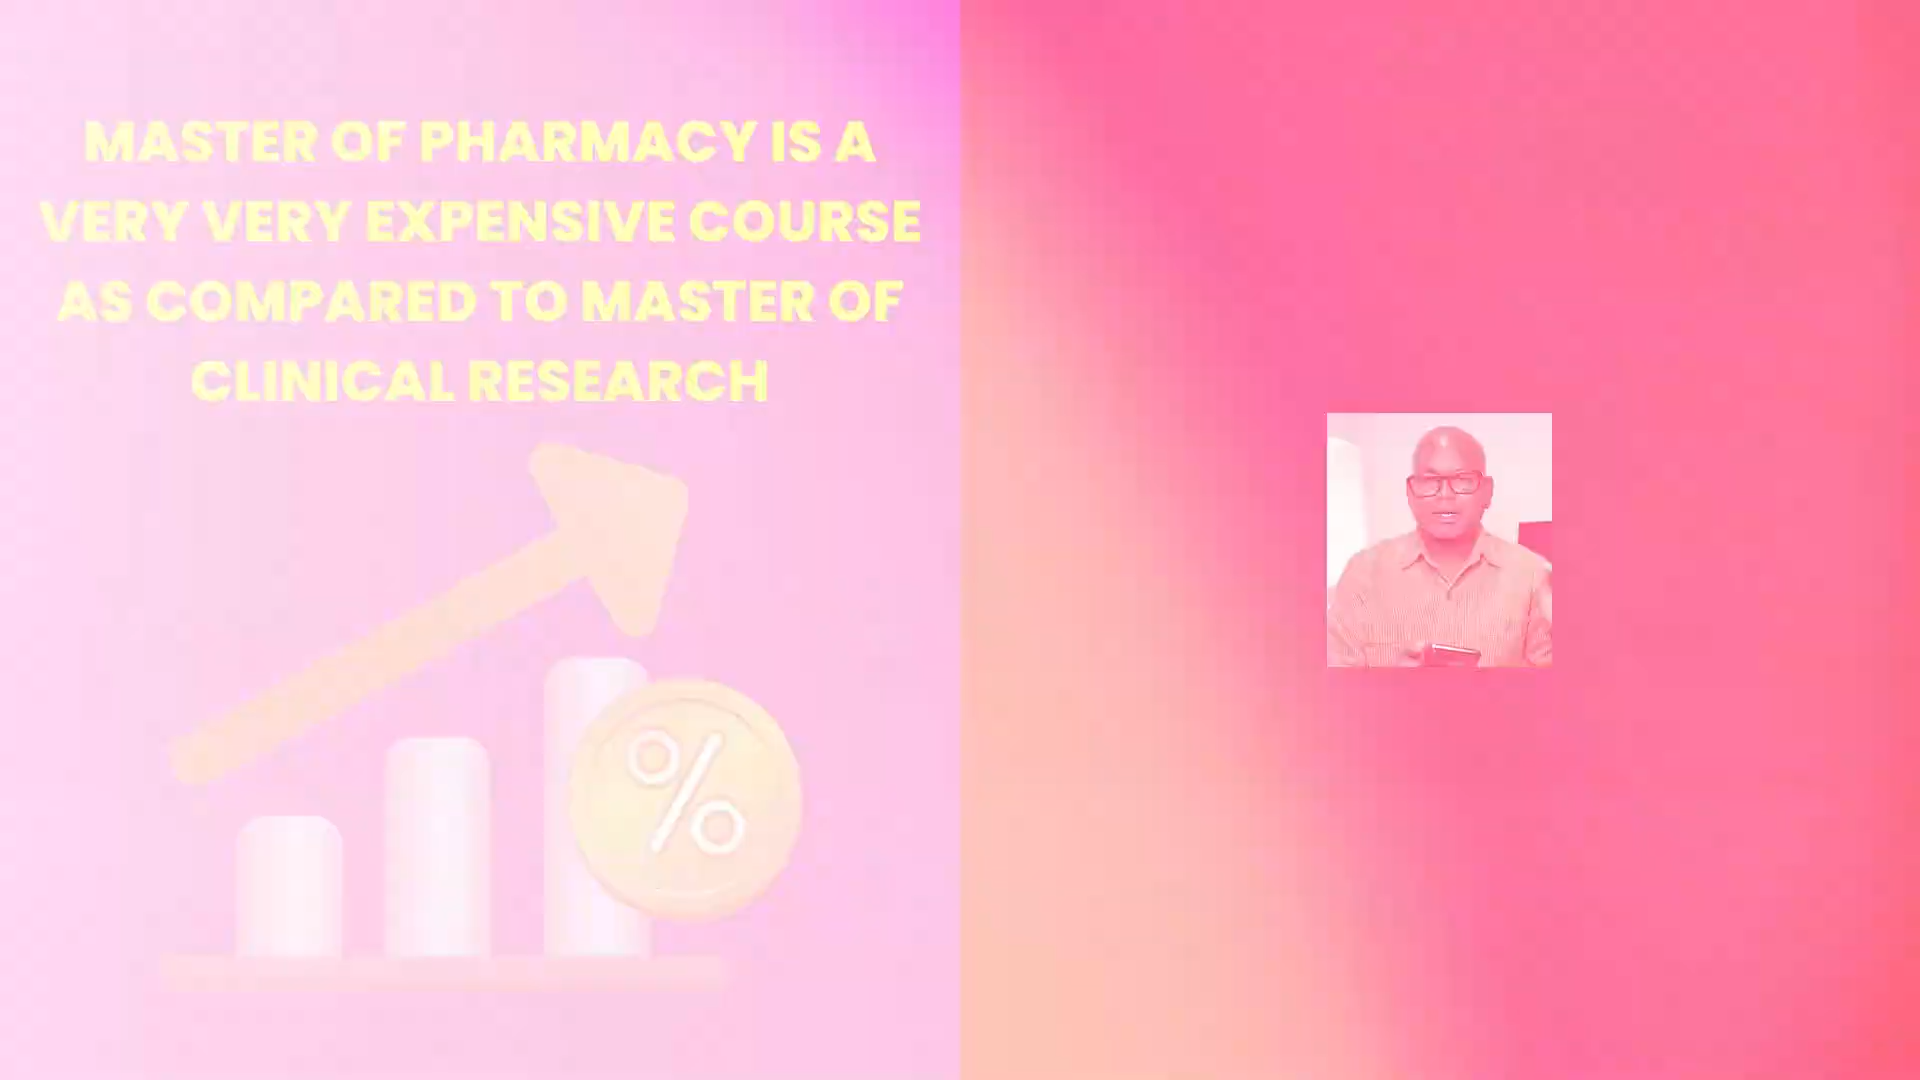 MASTER OF PHARMACY IS A
VERY VERY EXPENSIVE COURSE
AS COMPARED TO MASTER OF
CLINICAL RESEARCH
%